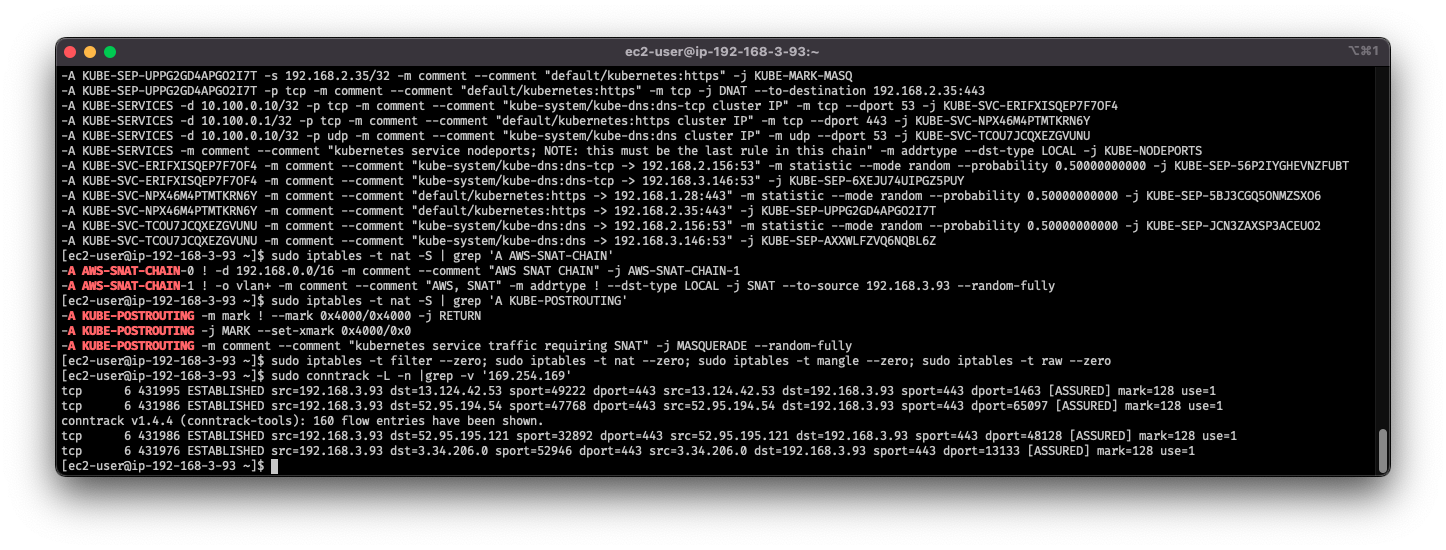 ec2-user@ip-192-168-3-93:~
⌥⌘1
-A KUBE-SEP-UPPG2GD4APGO2I7T -s 192.168.2.35/32 -m comment --comment "default/kubernetes:https" -j KUBE-MARK-MASQ
-A KUBE-SEP-UPPG2GD4APGO2I7T -p tcp -m comment --comment "default/kubernetes:https" -m tcp -j DNAT --to-destination 192.168.2.35:443
-A KUBE-SERVICES -d 10.100.0.10/32 -p tcp -m comment --comment "kube-system/kube-dns:dns-tcp cluster IP" -m tcp --dport 53 -j KUBE-SVC-ERIFXISQEP7F7OF4
-A KUBE-SERVICES -d 10.100.0.1/32 -p tcp -m comment --comment "default/kubernetes:https cluster IP" -m tcp --dport 443 -j KUBE-SVC-NPX46M4PTMTKRN6Y
-A KUBE-SERVICES -d 10.100.0.10/32 -p udp -m comment --comment "kube-system/kube-dns:dns cluster IP" -m udp --dport 53 -j KUBE-SVC-TCOU7JCQXEZGVUNU
-A KUBE-SERVICES -m comment --comment "kubernetes service nodeports; NOTE: this must be the last rule in this chain" -m addrtype --dst-type LOCAL -j KUBE-NODEPORTS
-A KUBE-SVC-ERIFXISQEP7F7OF4 -m comment --comment "kube-system/kube-dns:dns-tcp -> 192.168.2.156:53" -m statistic --mode random --probability 0.50000000000 -j KUBE-SEP-56P2IYGHEVNZFUBT
-A KUBE-SVC-ERIFXISQEP7F7OF4 -m comment --comment "kube-system/kube-dns:dns-tcp -> 192.168.3.146:53" -j KUBE-SEP-6XEJU74UIPGZ5PUY
-A KUBE-SVC-NPX46M4PTMTKRN6Y -m comment --comment "default/kubernetes:https -> 192.168.1.28:443" -m statistic --mode random --probability 0.50000000000 -j KUBE-SEP-5BJ3CGQ5ONMZSXO6
-A KUBE-SVC-NPX46M4PTMTKRN6Y -m comment --comment "default/kubernetes:https -> 192.168.2.35:443" -j KUBE-SEP-UPPG2GD4APGO2I7T
-A KUBE-SVC-TCOU7JCQXEZGVUNU -m comment --comment "kube-system/kube-dns:dns -> 192.168.2.156:53" -m statistic --mode random --probability 0.50000000000 -j KUBE-SEP-JCN3ZAXSP3ACEUO2
-A KUBE-SVC-TCOU7JCQXEZGVUNU -m comment --comment "kube-system/kube-dns:dns -> 192.168.3.146:53" -j KUBE-SEP-AXXWLFZVQ6NQBL6Z
[ec2-user@ip-192-168-3-93 ~]$ sudo iptables -t nat -S | grep 'A AWS-SNAT-CHAIN'
-A AWS-SNAT-CHAIN-0 ! -d 192.168.0.0/16 -m comment --comment "AWS SNAT CHAIN" -j AWS-SNAT-CHAIN-1
-A AWS-SNAT-CHAIN-1 ! -o vlan+ -m comment --comment "AWS, SNAT" -m addrtype ! --dst-type LOCAL -j SNAT --to-source 192.168.3.93 --random-fully
[ec2-user@ip-192-168-3-93 ~]$ sudo iptables -t nat -S | grep 'A KUBE-POSTROUTING'
-A KUBE-POSTROUTING -m mark ! --mark 0x4000/0x4000 -j RETURN
-A KUBE-POSTROUTING -j MARK --set-xmark 0x4000/0x0
-A KUBE-POSTROUTING -m comment --comment "kubernetes service traffic requiring SNAT" -j MASQUERADE --random-fully
[ec2-user@ip-192-168-3-93 ~]$ sudo iptables -t filter --zero; sudo iptables -t nat --zero; sudo iptables -t mangle --zero; sudo iptables -t raw --zero
[ec2-user@ip-192-168-3-93 ~]$ sudo conntrack -L -n |grep -v '169.254.169'
tcp      6 431995 ESTABLISHED src=192.168.3.93 dst=13.124.42.53 sport=49222 dport=443 src=13.124.42.53 dst=192.168.3.93 sport=443 dport=1463 [ASSURED] mark=128 use=1
tcp      6 431986 ESTABLISHED src=192.168.3.93 dst=52.95.194.54 sport=47768 dport=443 src=52.95.194.54 dst=192.168.3.93 sport=443 dport=65097 [ASSURED] mark=128 use=1
conntrack v1.4.4 (conntrack-tools): 160 flow entries have been shown.
tcp      6 431986 ESTABLISHED src=192.168.3.93 dst=52.95.195.121 sport=32892 dport=443 src=52.95.195.121 dst=192.168.3.93 sport=443 dport=48128 [ASSURED] mark=128 use=1
tcp      6 431976 ESTABLISHED src=192.168.3.93 dst=3.34.206.0 sport=52946 dport=443 src=3.34.206.0 dst=192.168.3.93 sport=443 dport=13133 [ASSURED] mark=128 use=1
[ec2-user@ip-192-168-3-93 ~]$